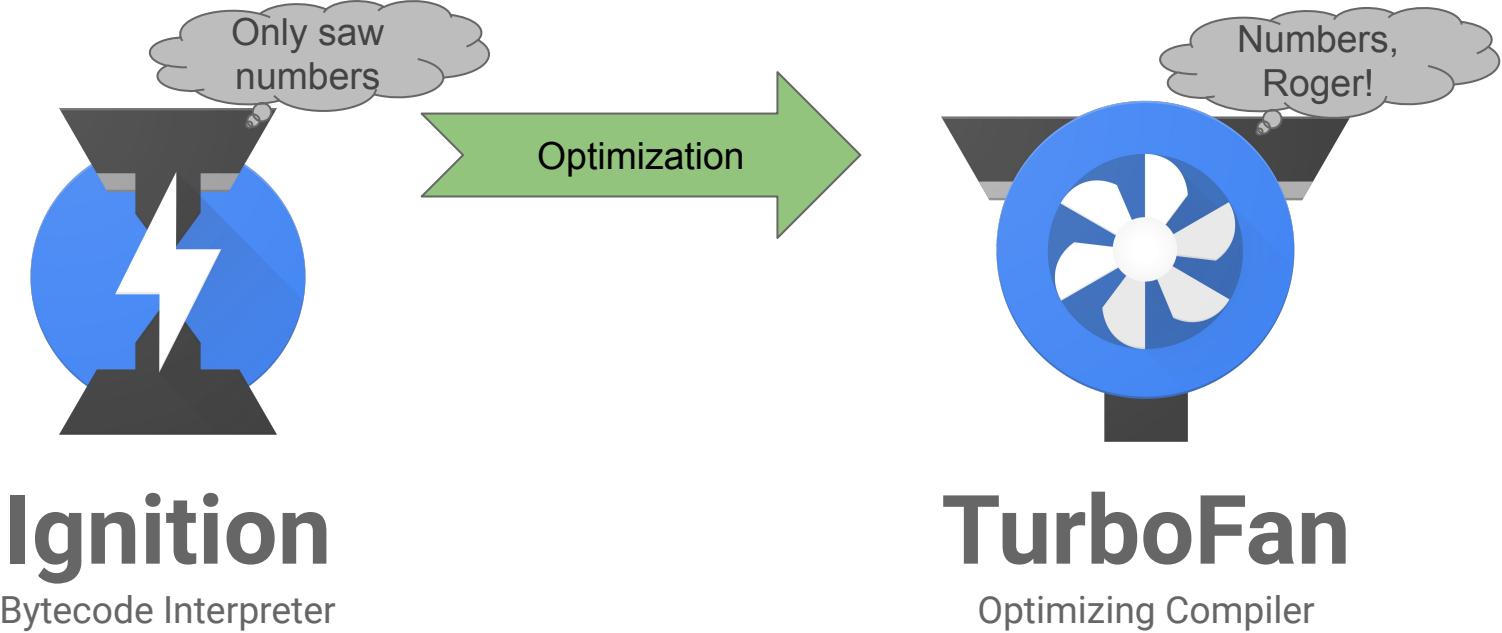 Only saw
numbers
Optimization
Numbers,
Roger!
Ignition
Bytecode Interpreter
TurboFan
Optimizing Compiler